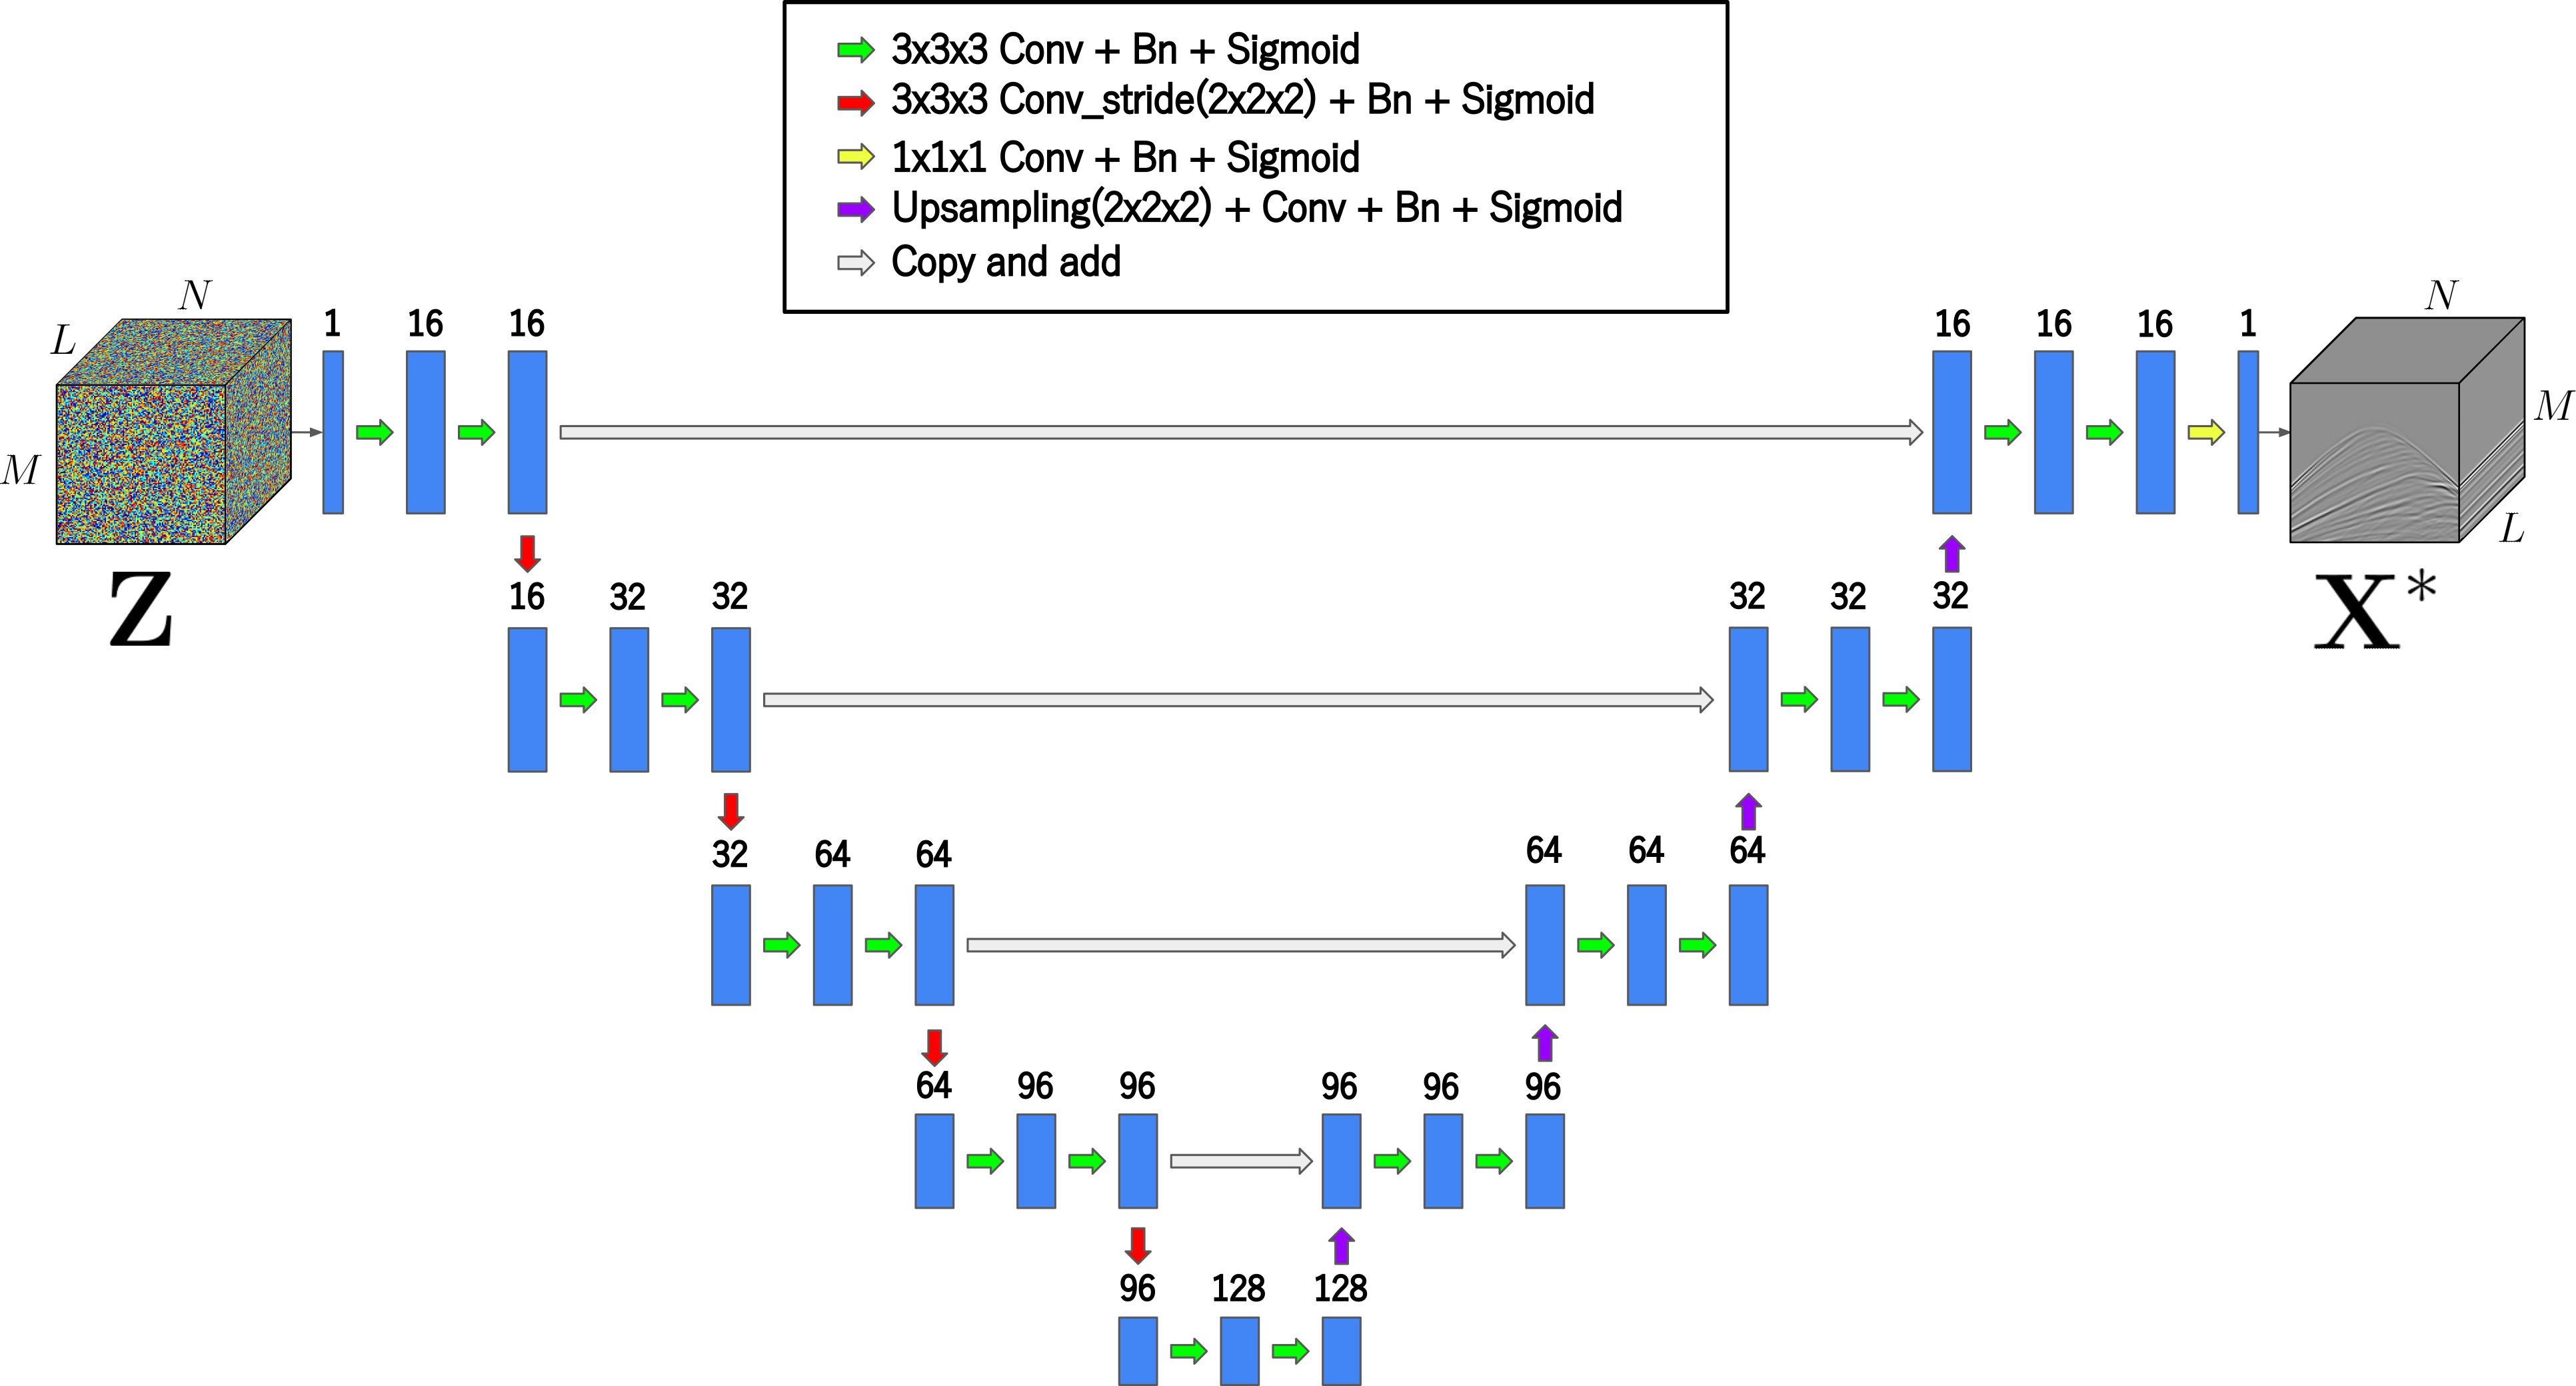 3x3x3 Conv + Bn + Sigmoid
3x3x3 Conv_stride(2x2x2) + Bn + Sigmoid
1x1x1 Conv + Bn + Sigmoid
Upsampling(2x2x2) + Conv + Bn + Sigmoid
Copy and add
N
L
M
Z
1 16 16
16 16 16 1
N
M
L
X*
16 32 32
32 32 32
32 64 64
64 64 64
64 96 96
96 96 96
96 128 128